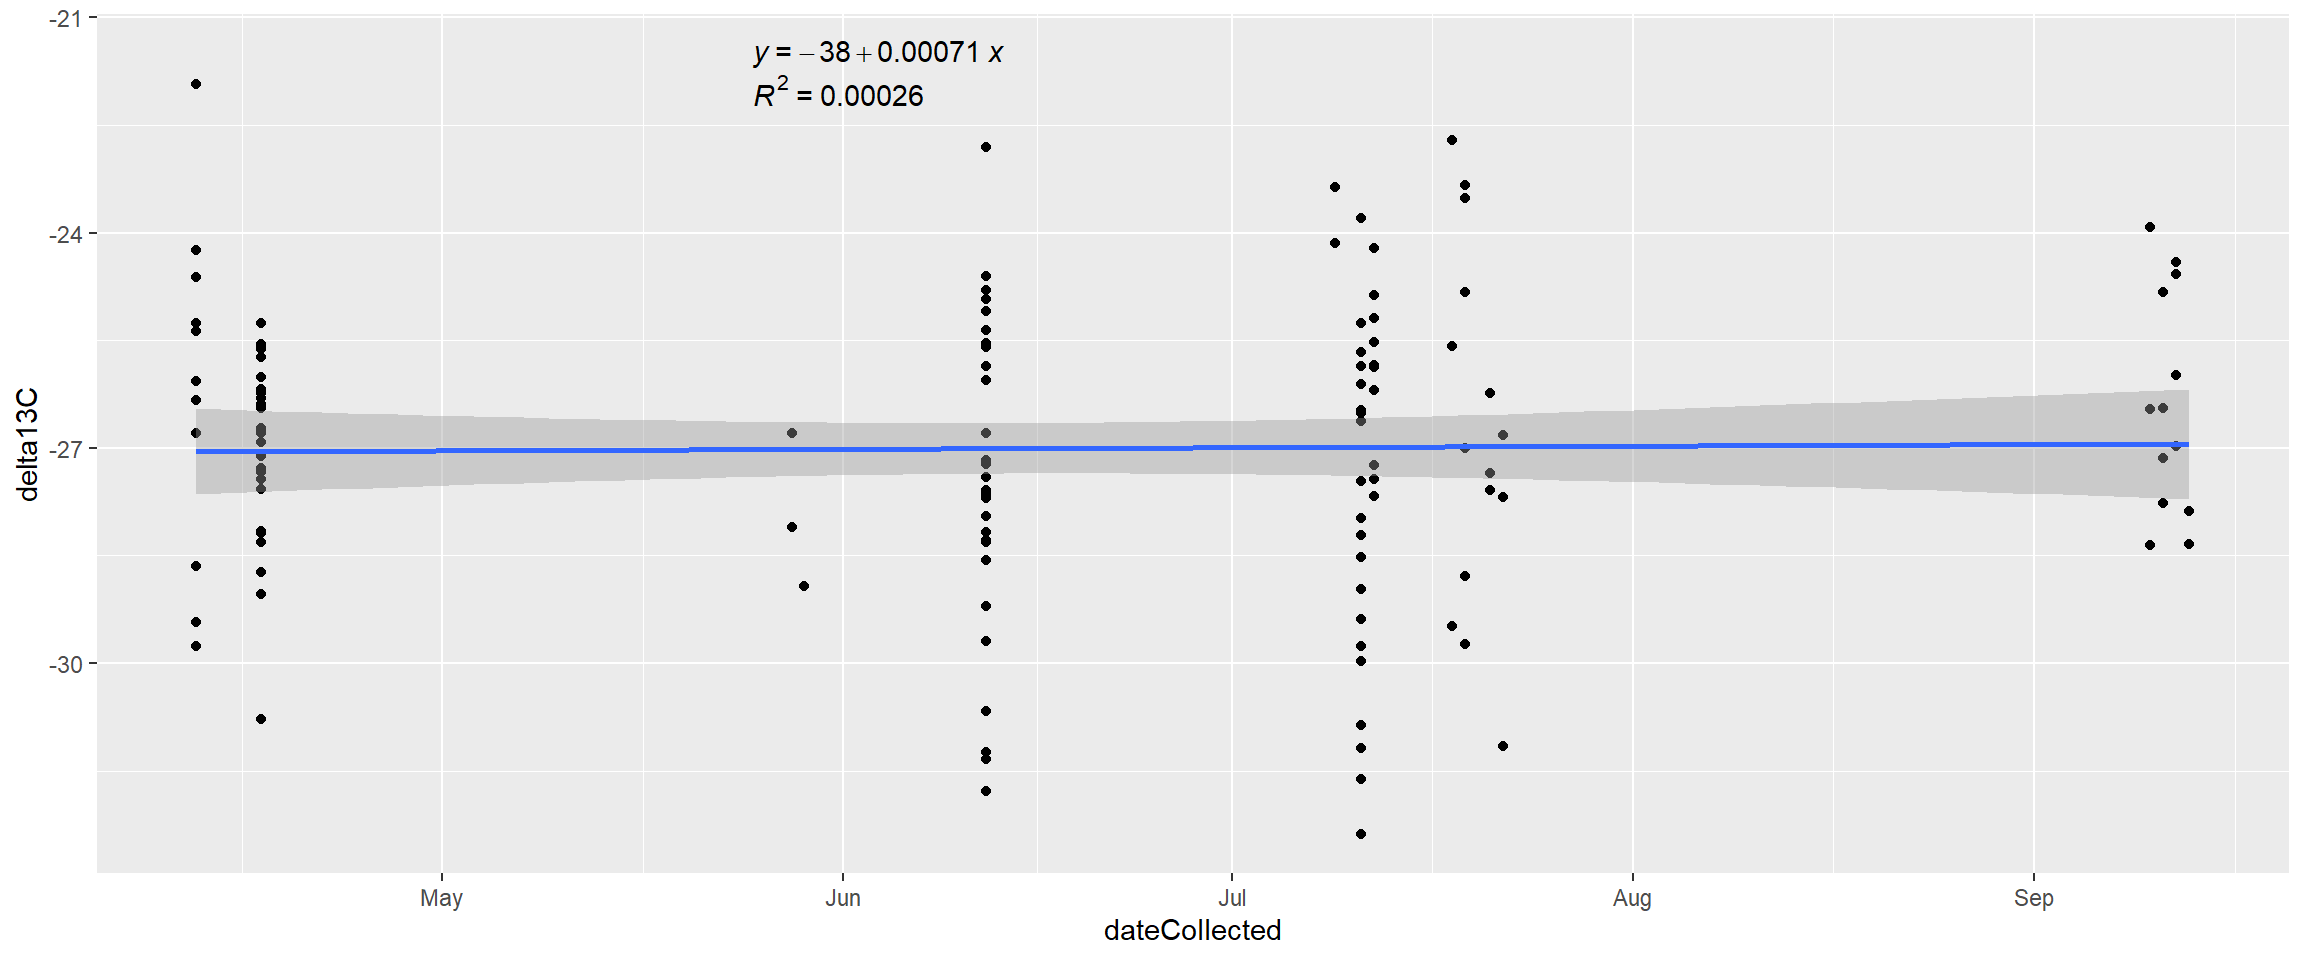 y = −38 + 0.00071 x
R² = 0.00026
-21
-24
-27
-30
delta13C
May Jun Jul Aug Sep
dateCollected